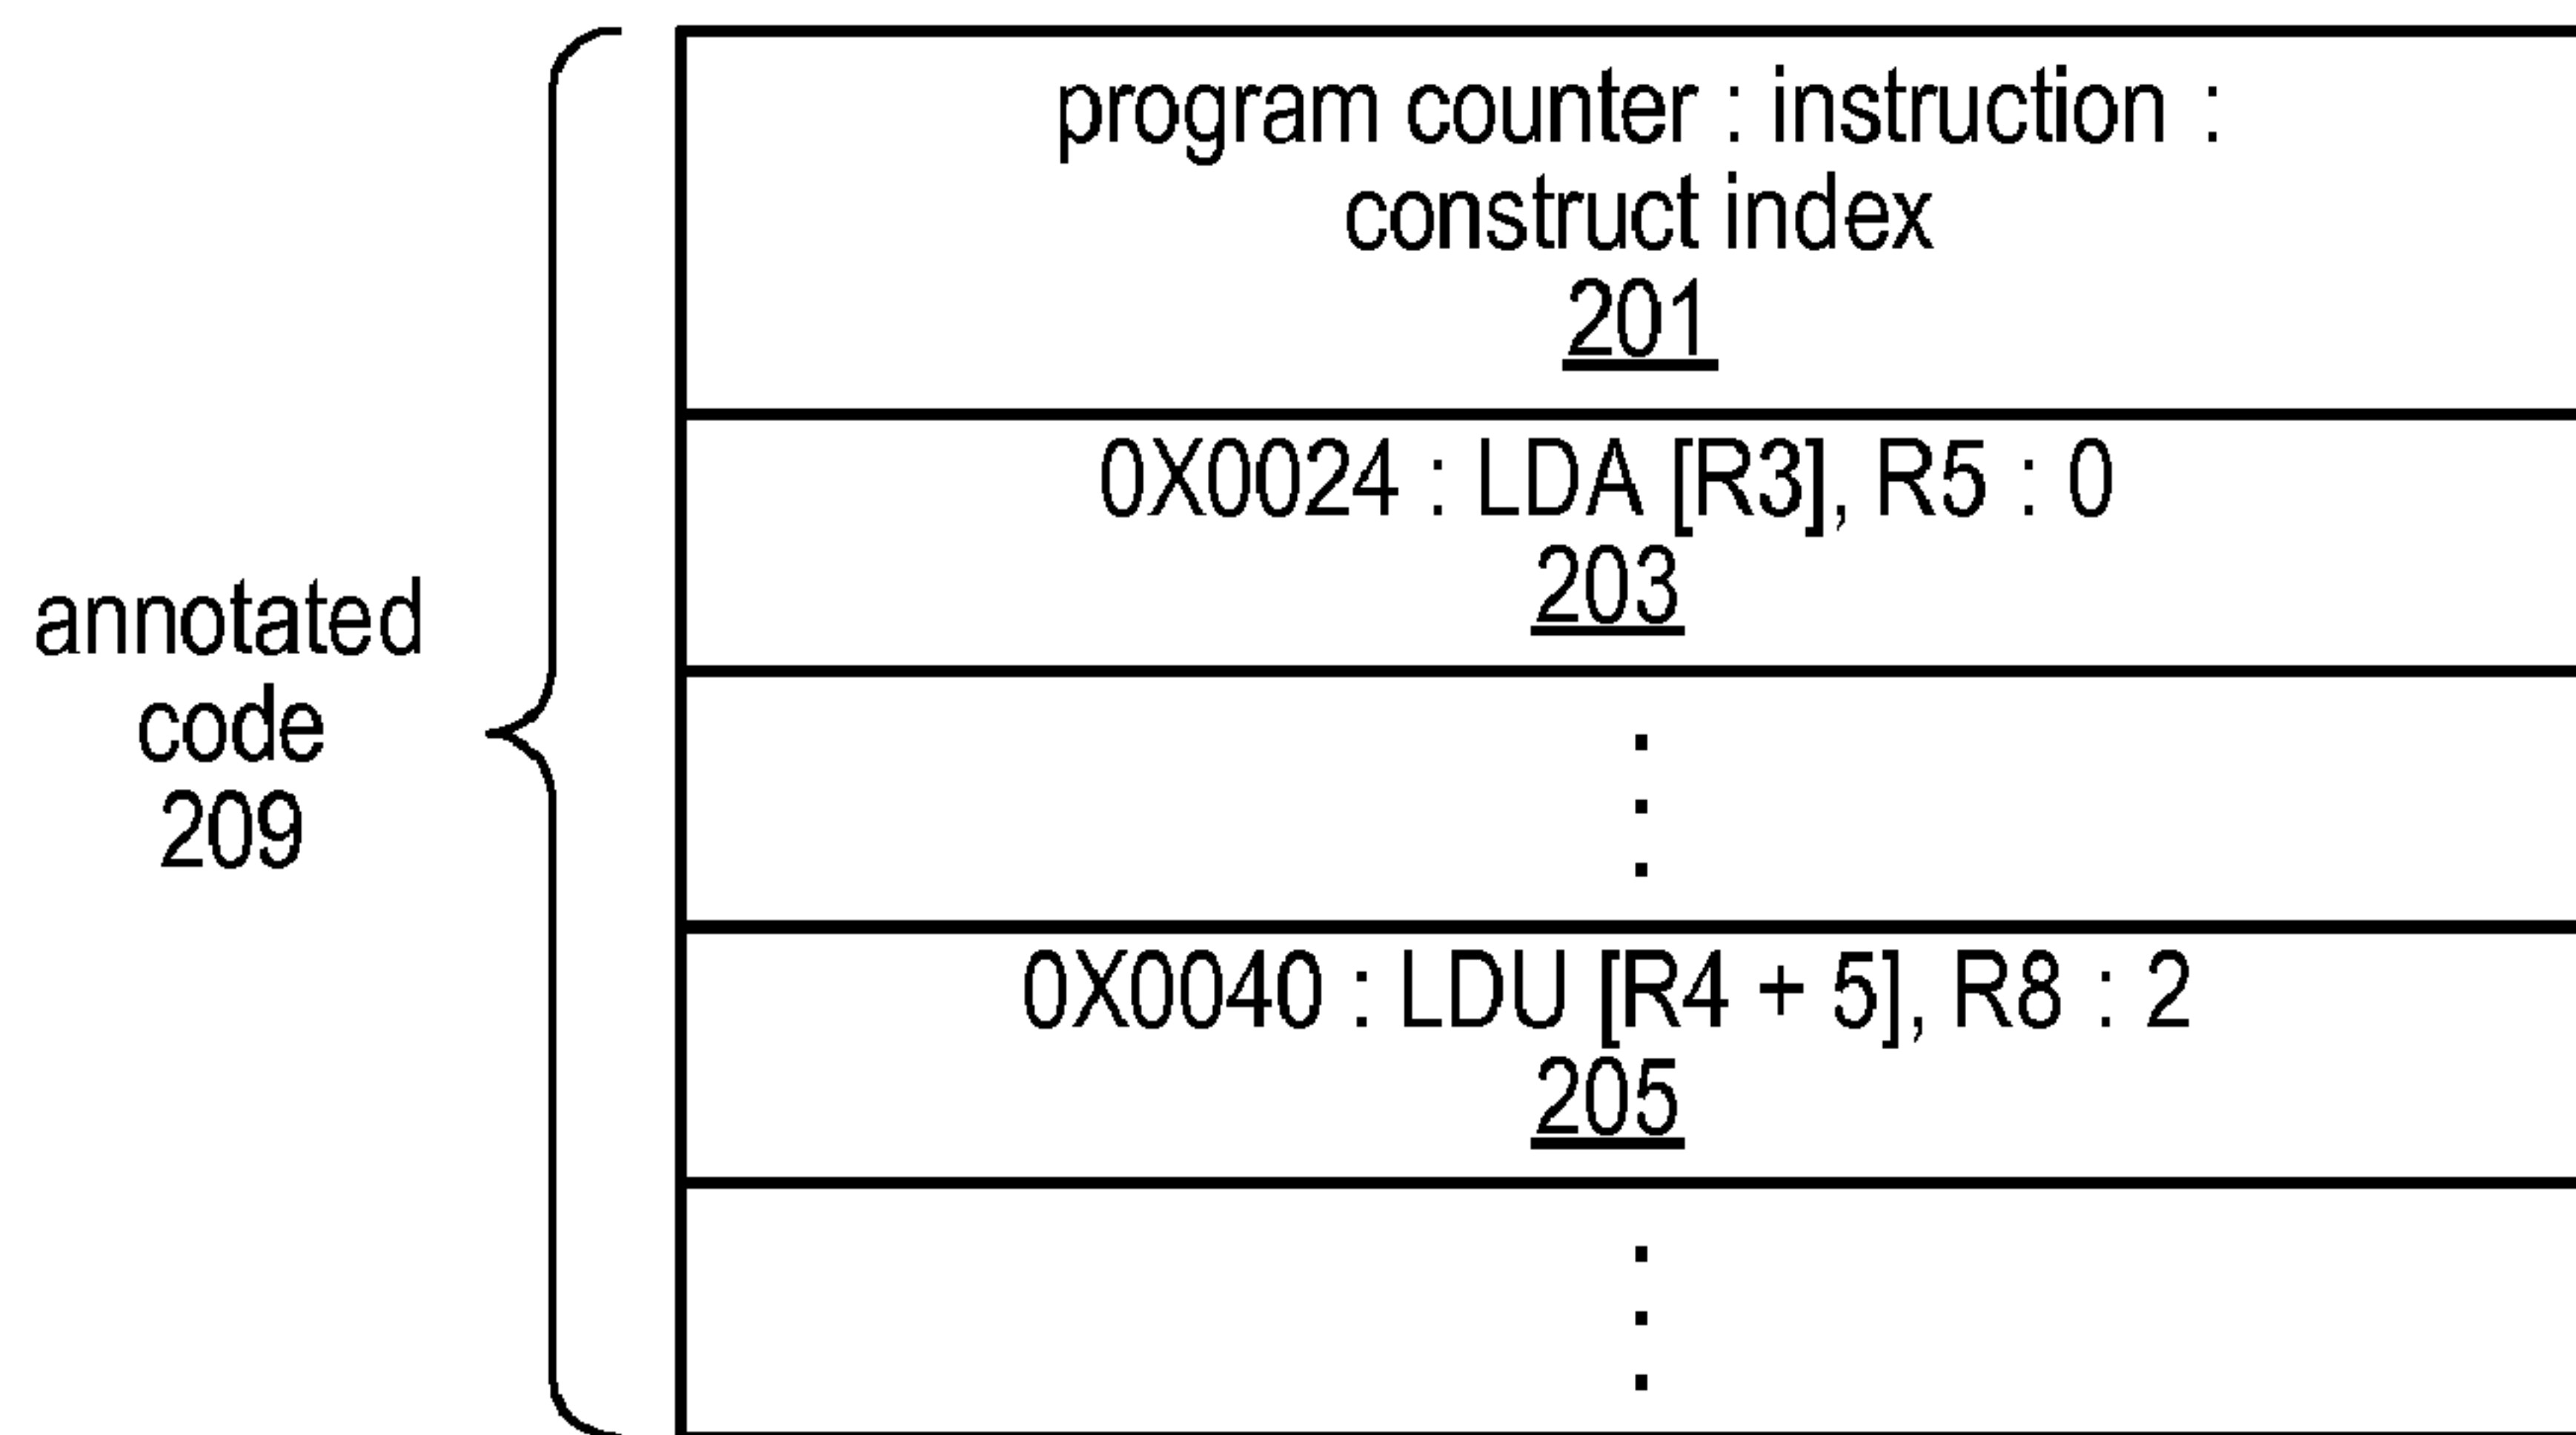 program counter : instruction :
construct index
201
0X0024 : LDA [R3], R5 : 0
203
annotated
code
209
0X0040 : LDU [R4 + 5], R8 : 2
205